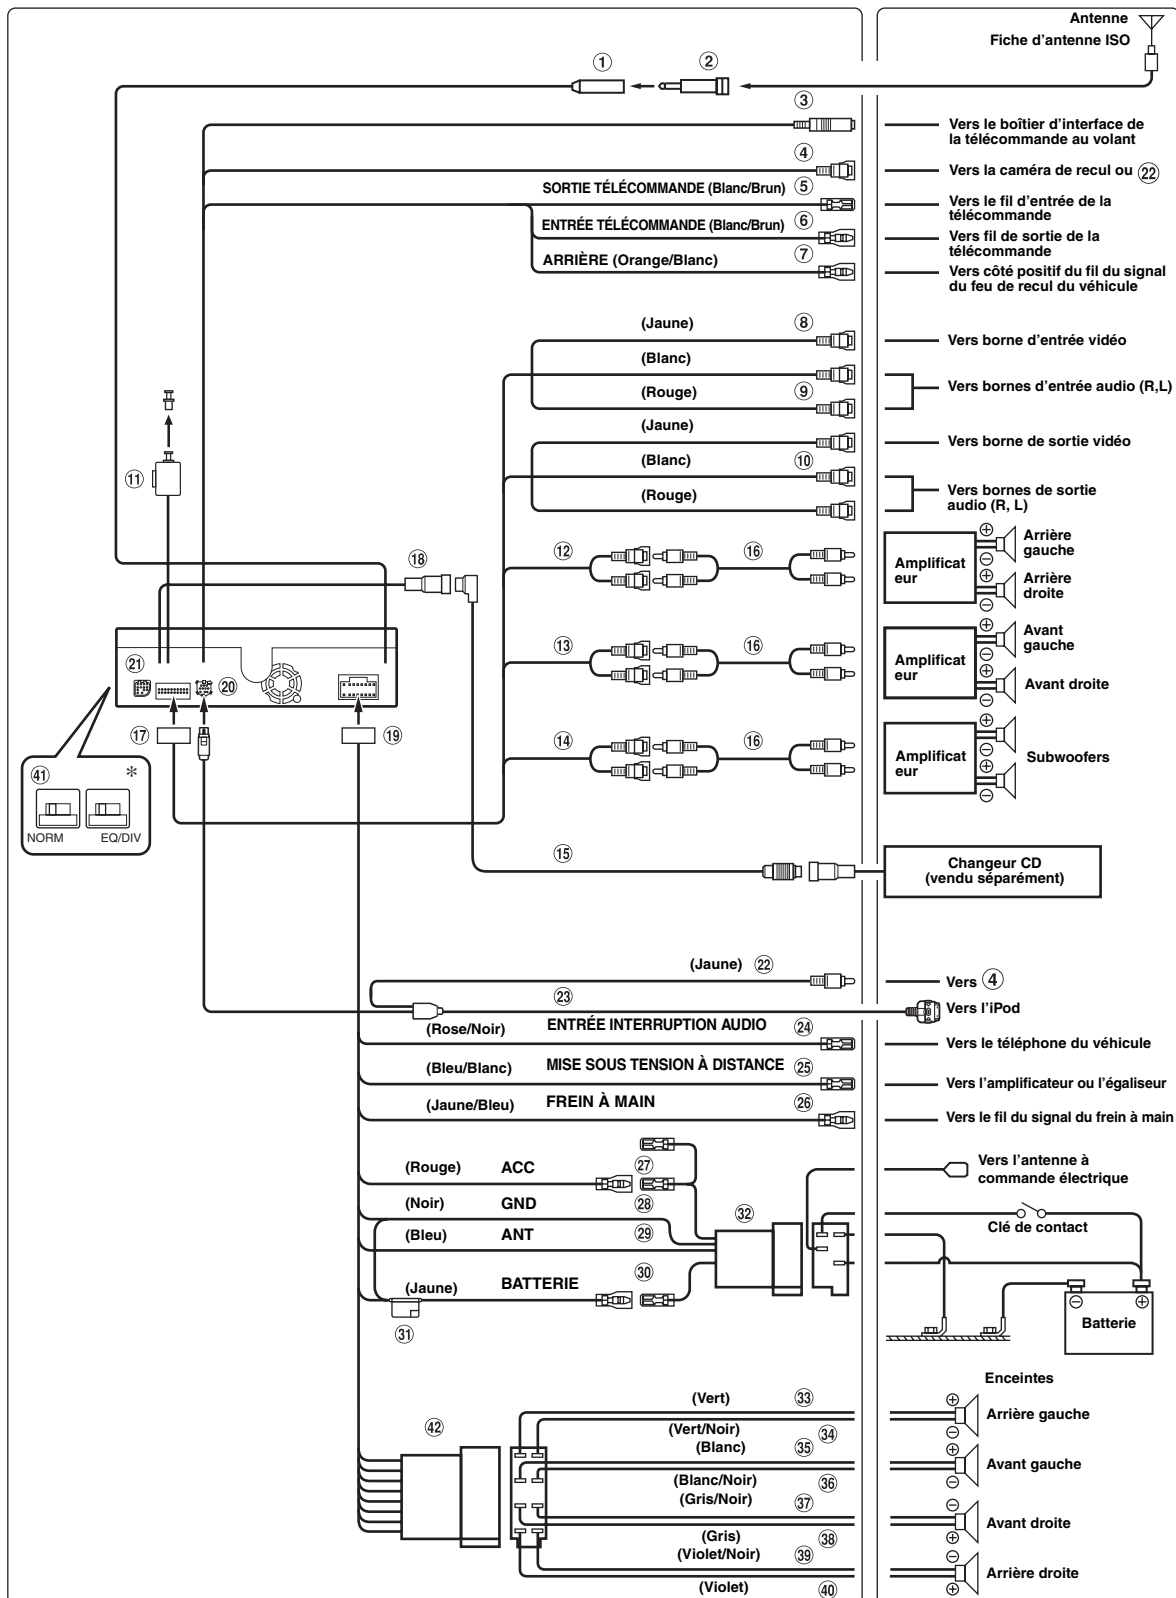 Antenne
Fiche d'antenne ISO
① ②
③
Vers le boîtier d'interface de
la télécommande au volant
④
Vers la caméra de recul ou ㉒
SORTIE TÉLÉCOMMANDE (Blanc/Brun) ⑤
Vers le fil d'entrée de la
télécommande
ENTRÉE TÉLÉCOMMANDE (Blanc/Brun) ⑥
Vers fil de sortie de la
télécommande
ARRIÈRE (Orange/Blanc) ⑦
Vers côté positif du fil du signal
du feu de recul du véhicule
(Jaune) ⑧
Vers borne d'entrée vidéo
(Blanc)
(Rouge) ⑨
Vers bornes d'entrée audio (R,L)
(Jaune)
Vers borne de sortie vidéo
(Blanc) ⑩
(Rouge)
Vers bornes de sortie
audio (R, L)
⑪
⑫ ⑯
Amplificat
eur
⊕
⊖
⊕
⊖
Arrière
gauche
Arrière
droite
⑱
⑬ ⑯
Amplificat
eur
⊕
⊖
⊕
⊖
Avant
gauche
Avant droite
㉑ ⑳
⑰ ⑲
⑭ ⑯
Amplificat
eur
⊕
⊖
⊕
⊖
Subwoofers
㊶ *
NORM EQ/DIV
⑮
Changeur CD
(vendu séparément)
(Jaune) ㉒
Vers ④
㉓
Vers l'iPod
(Rose/Noir) ENTRÉE INTERRUPTION AUDIO ㉔
Vers le téléphone du véhicule
(Bleu/Blanc) MISE SOUS TENSION À DISTANCE ㉕
Vers l'amplificateur ou l'égaliseur
(Jaune/Bleu) FREIN À MAIN ㉖
Vers le fil du signal du frein à main
(Rouge) ACC ㉗
Vers l'antenne à
commande électrique
(Noir) GND ㉘
㉜
Clé de contact
(Bleu) ANT ㉙
(Jaune) BATTERIE ㉚
㉛
⊖ ⊕
Batterie
Enceintes
㊷
(Vert) ㉝
⊕
⊖
Arrière gauche
(Vert/Noir) ㉞
(Blanc) ㉟
⊕
⊖
Avant gauche
(Blanc/Noir) ㊱
(Gris/Noir) ㊲
⊖
⊕
Avant droite
(Gris) ㊳
(Violet/Noir) ㊴
⊖
⊕
Arrière droite
(Violet) ㊵